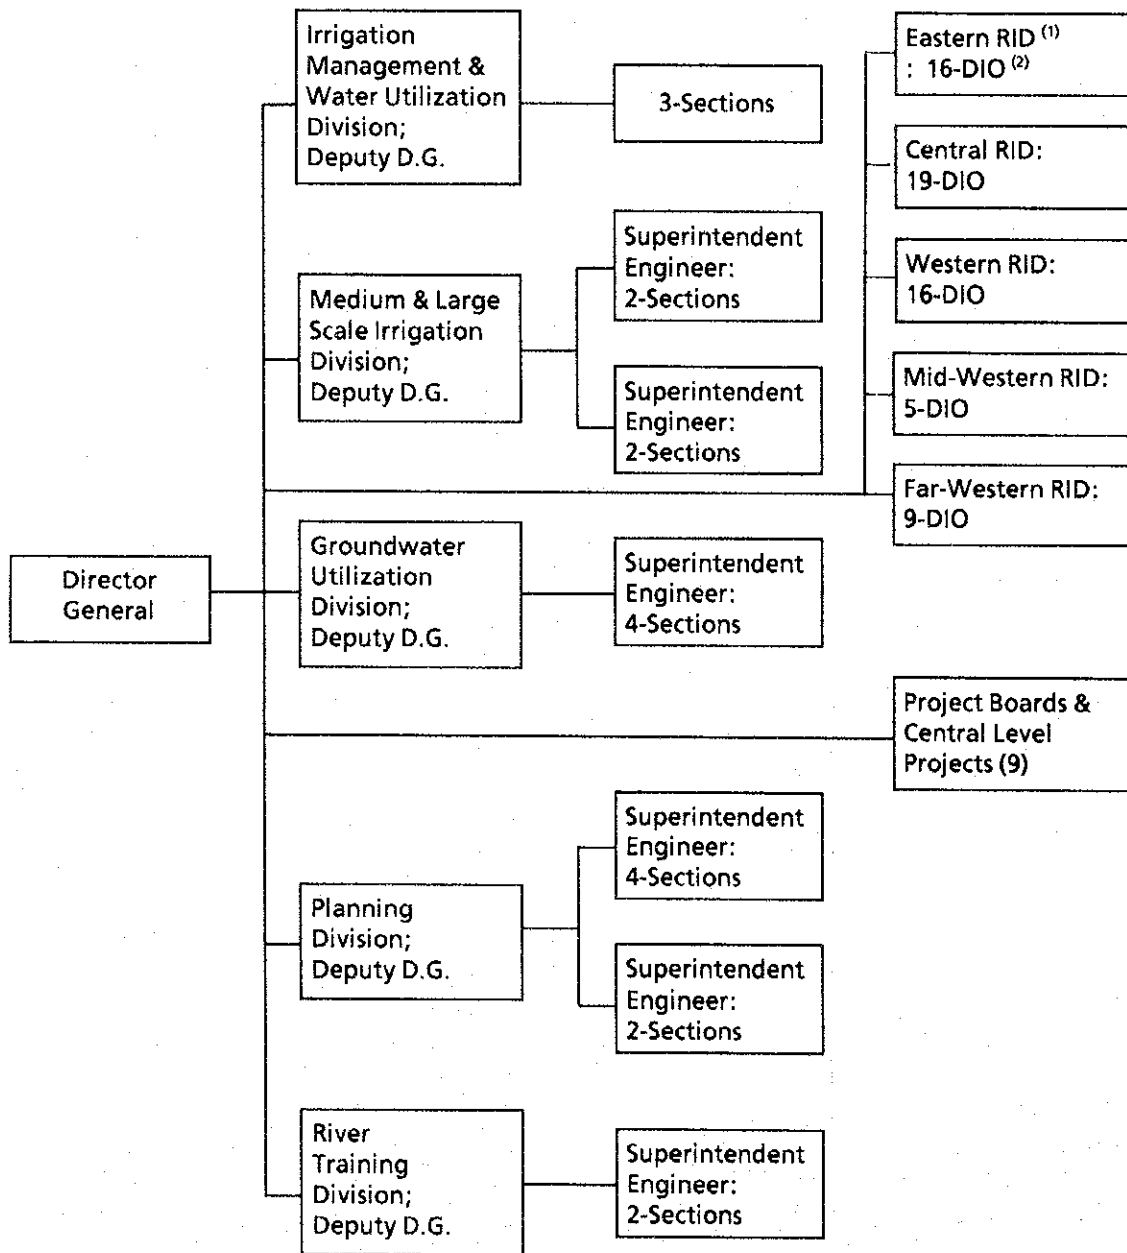 Irrigation
Management &
Water Utilization
Division;
Deputy D.G.
3-Sections
Eastern RID (1)
: 16-DIO (2)
Central RID:
19-DIO
Western RID:
16-DIO
Mid-Western RID:
5-DIO
Far-Western RID:
9-DIO
Medium & Large
Scale Irrigation
Division;
Deputy D.G.
Superintendent
Engineer:
2-Sections
Superintendent
Engineer:
2-Sections
Director
General
Groundwater
Utilization
Division;
Deputy D.G.
Superintendent
Engineer:
4-Sections
Project Boards &
Central Level
Projects (9)
Planning
Division;
Deputy D.G.
Superintendent
Engineer:
4-Sections
Superintendent
Engineer:
2-Sections
River
Training
Division;
Deputy D.G.
Superintendent
Engineer:
2-Sections